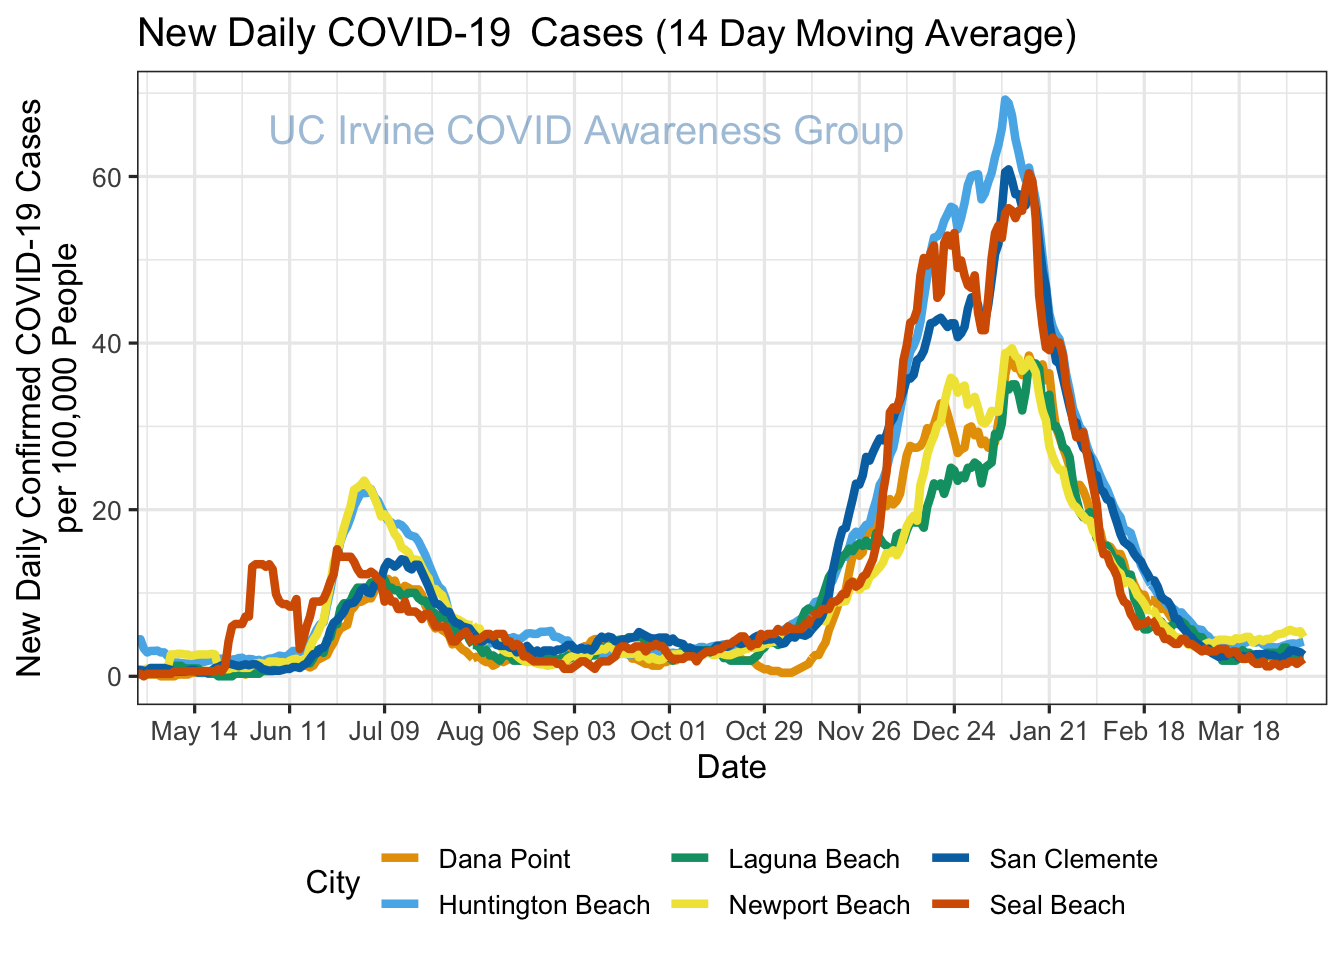 New Daily COVID-19 Cases (14 Day Moving Average)
UC Irvine COVID Awareness Group
New Daily Confirmed COVID-19 Cases
per 100,000 People
60
40
20
0
May 14 Jun 11 Jul 09 Aug 06 Sep 03 Oct 01 Oct 29 Nov 26 Dec 24 Jan 21 Feb 18 Mar 18
Date
City
Dana Point Laguna Beach San Clemente
Huntington Beach Newport Beach Seal Beach